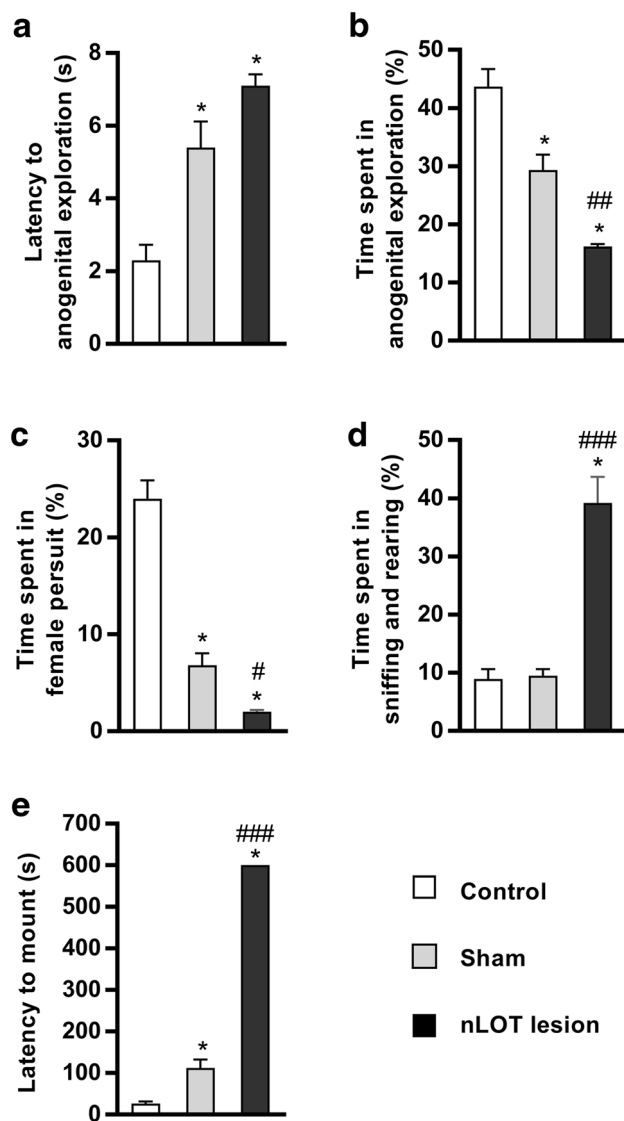 a
Latency to
anogenital exploration (s)
8
6
4
2
0
*
*
b
Time spent in
anogenital exploration (%)
50
40
30
20
10
0
*
##
*
c
Time spent in
female persuit (%)
30
20
10
0
*
#
*
d
Time spent in
sniffing and rearing (%)
50
40
30
20
10
0
###
*
e
Latency to mount (s)
700
600
500
400
300
200
100
0
*
###
*
Control
Sham
nLOT lesion